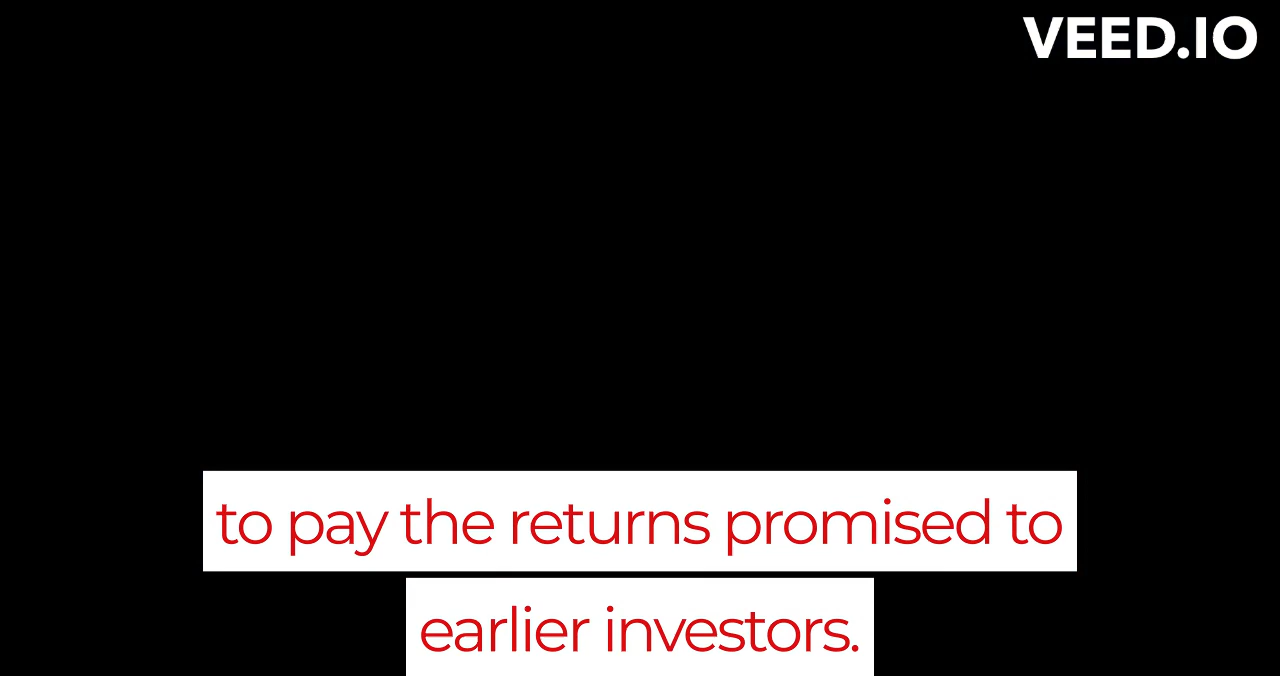 VEED.IO
to pay the returns promised to
earlier investors.